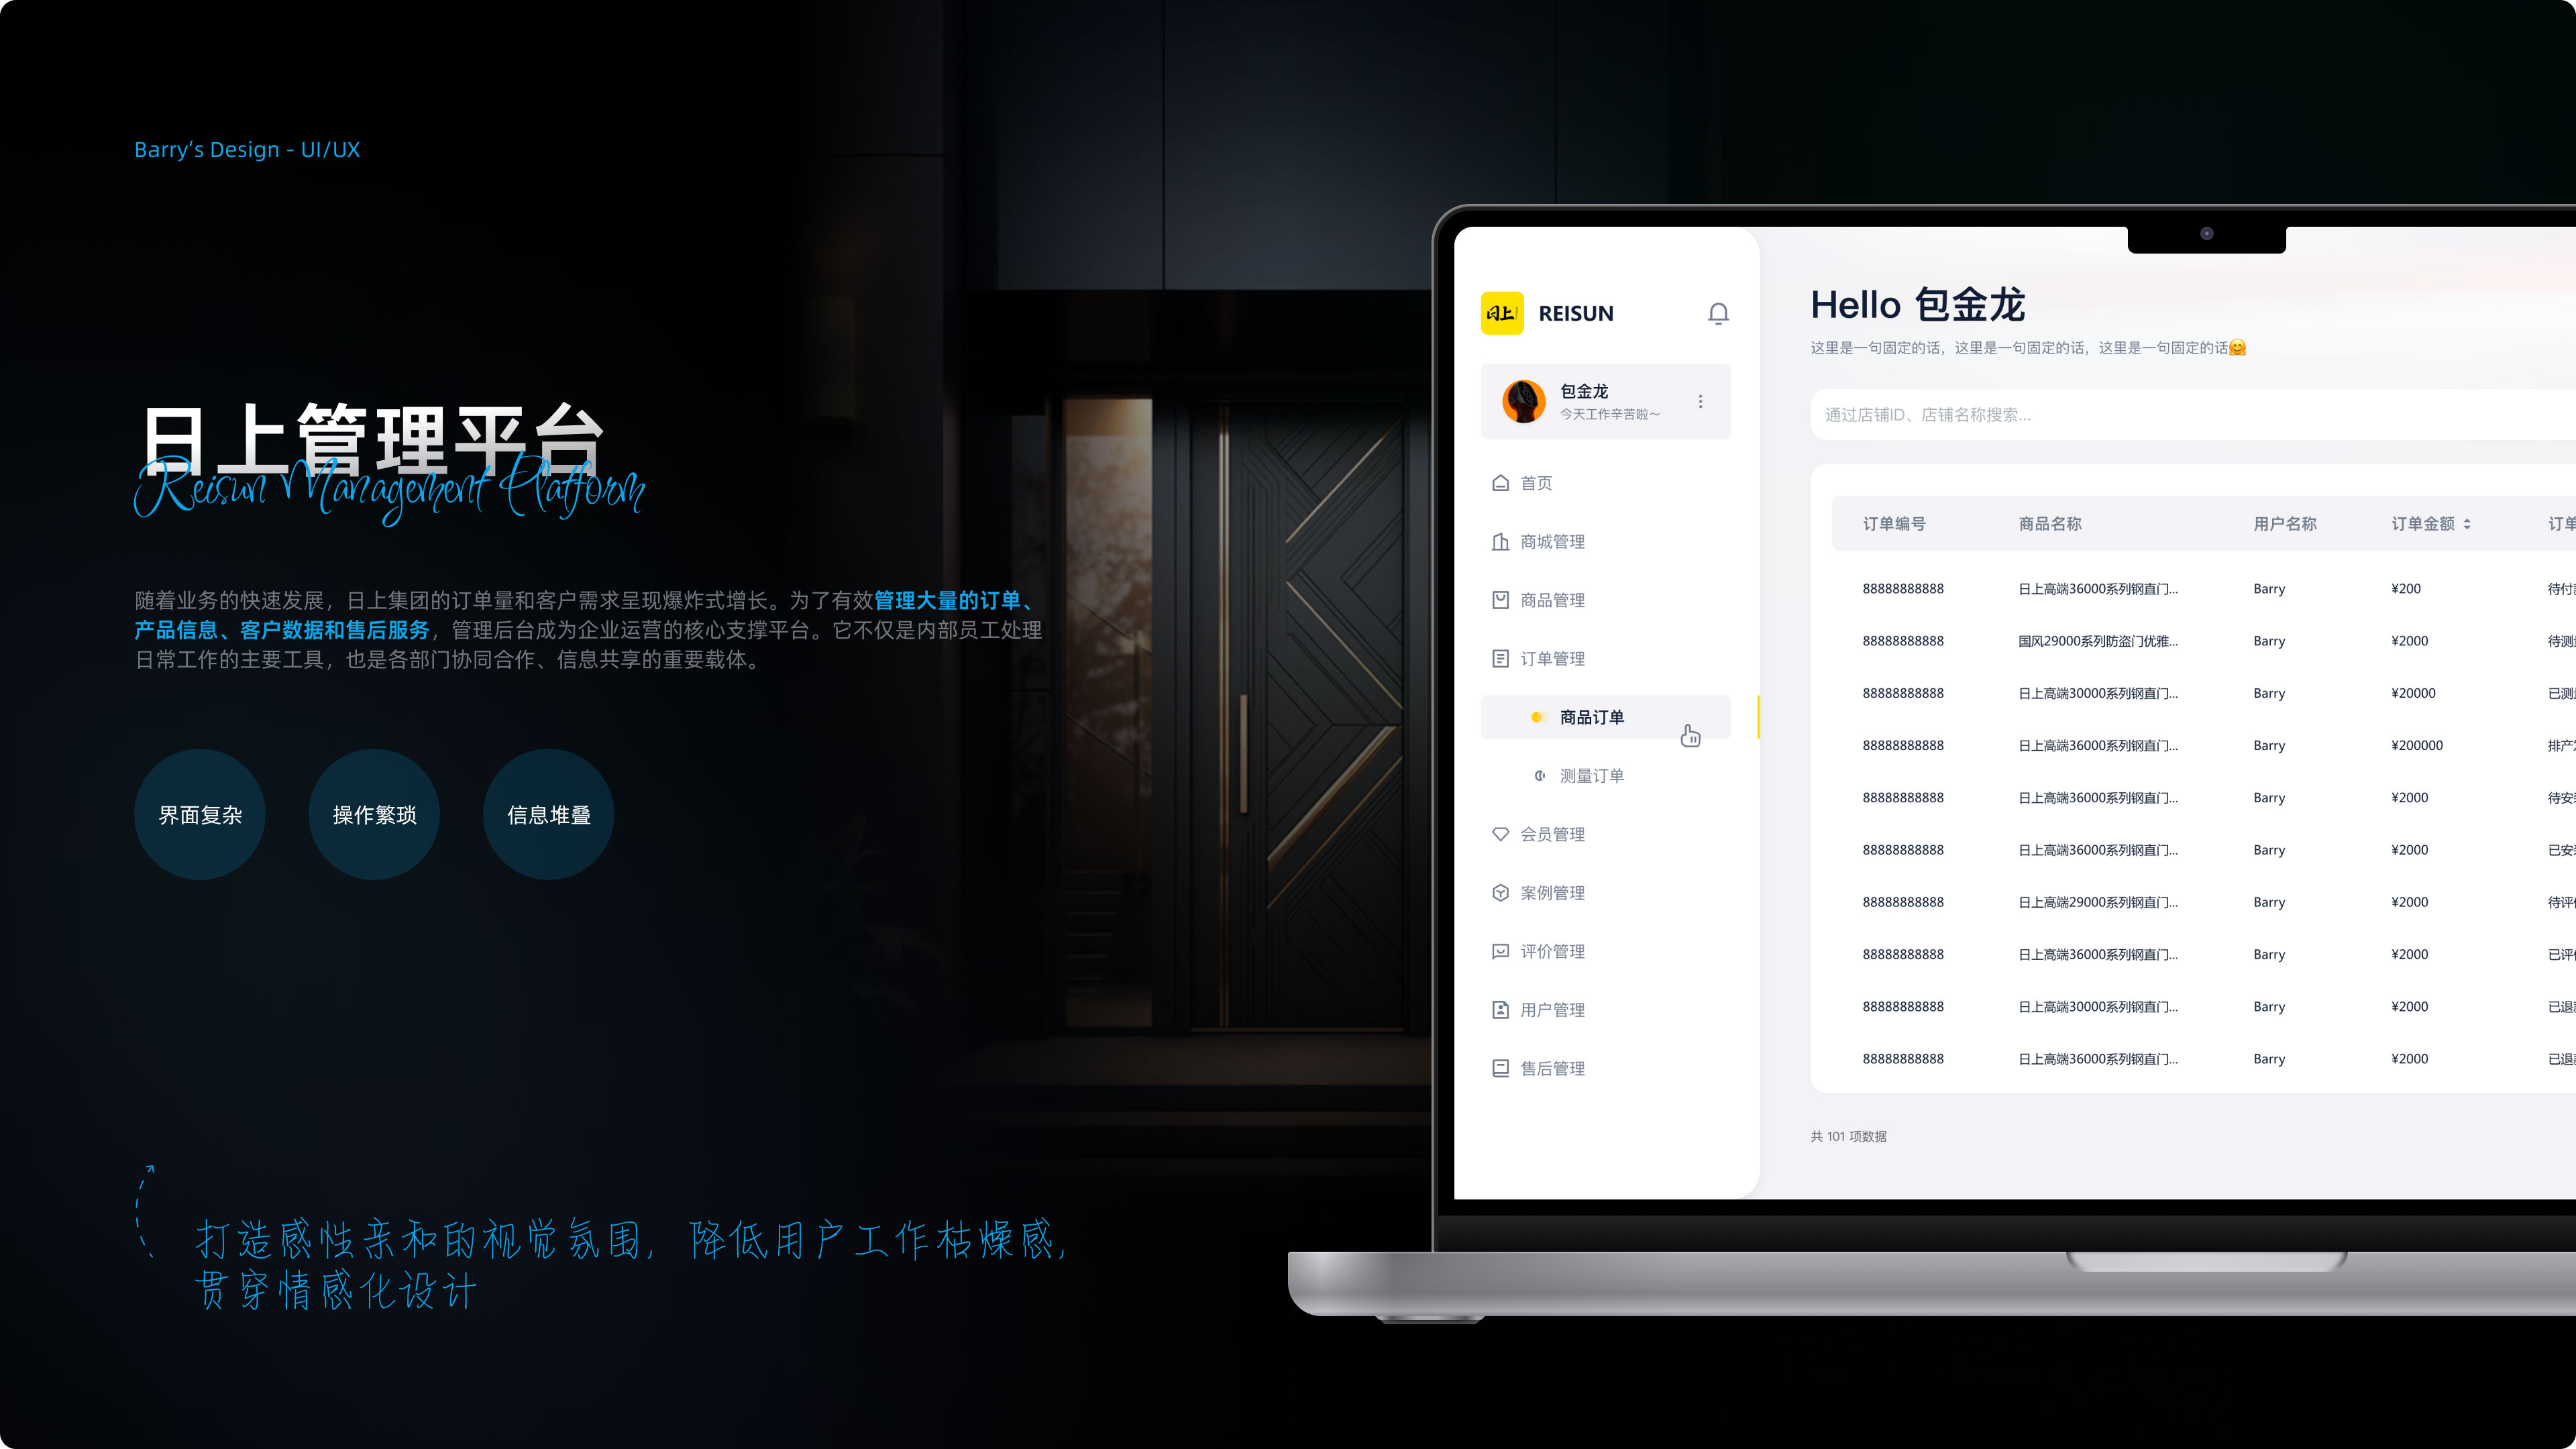 Barry‘s Design - UI/UX
日上管理平台
Reisun Management Platform
随着业务的快速发展，日上集团的订单量和客户需求呈现爆炸式增长。为了有效管理大量的订单、
产品信息、客户数据和售后服务，管理后台成为企业运营的核心支撑平台。它不仅是内部员工处理
日常工作的主要工具，也是各部门协同合作、信息共享的重要载体。
界面复杂 操作繁琐 信息堆叠
打造感性亲和的视觉氛围，降低用户工作枯燥感，
贯穿情感化设计
日上 REISUN
包金龙
今天工作辛苦啦～
首页
商城管理
商品管理
订单管理
商品订单
测量订单
会员管理
案例管理
评价管理
用户管理
售后管理
Hello 包金龙
这里是一句固定的话，这里是一句固定的话，这里是一句固定的话🤗
通过店铺ID、店铺名称搜索...
订单编号 商品名称 用户名称 订单金额 订单
88888888888 日上高端36000系列钢直门... Barry ¥200 待付
88888888888 国风29000系列防盗门优雅... Barry ¥2000 待测
88888888888 日上高端30000系列钢直门... Barry ¥20000 已测
88888888888 日上高端36000系列钢直门... Barry ¥200000 排产
88888888888 日上高端36000系列钢直门... Barry ¥2000 待安
88888888888 日上高端36000系列钢直门... Barry ¥2000 已安
88888888888 日上高端29000系列钢直门... Barry ¥2000 待评
88888888888 日上高端36000系列钢直门... Barry ¥2000 已评
88888888888 日上高端30000系列钢直门... Barry ¥2000 已退
88888888888 日上高端36000系列钢直门... Barry ¥2000 已退
共 101 项数据